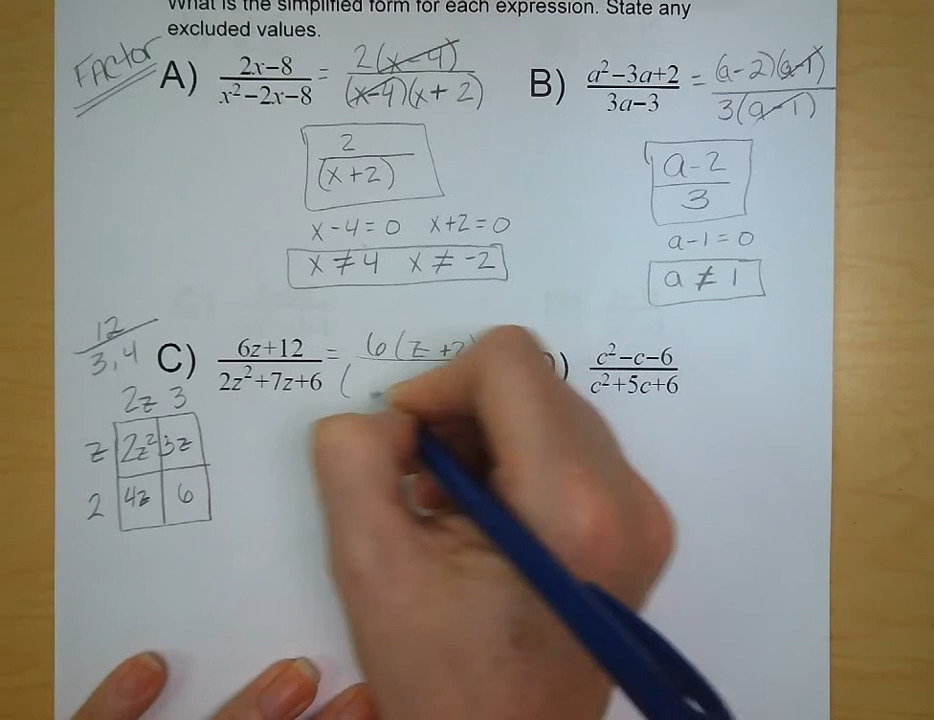 What is the simplified form for each expression. State any
excluded values.
Factor
A) (2x-8)/(x²-2x-8) = 2(x-4)/((x-4)(x+2))
2/(x+2)
x-4=0 x+2=0
x≠4 x≠-2
B) (a²-3a+2)/(3a-3) = (a-2)(a-1)/(3(a-1))
(a-2)/3
a-1=0
a≠1
12
3,4
C) (6z+12)/(2z²+7z+6) = 6(z+2)/(
2z 3
z 2z² 3z
2 4z 6
) (c²-c-6)/(c²+5c+6)